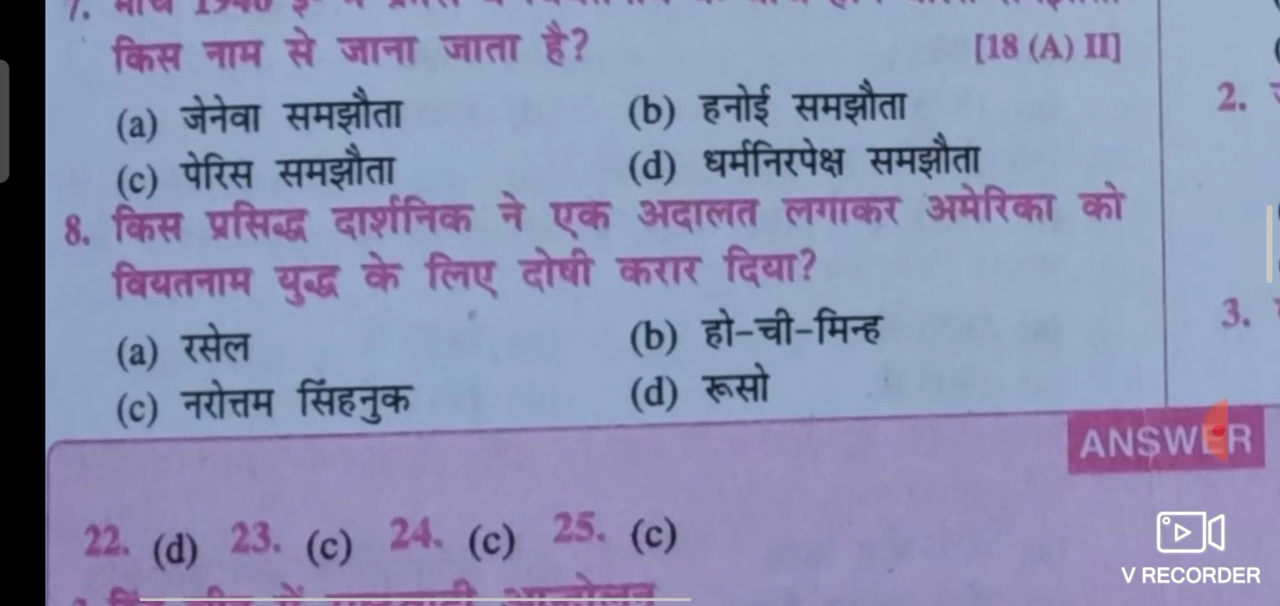 7.
किस नाम से जाना जाता है? [18 (A) II]
(a) जेनेवा समझौता (b) हनोई समझौता
(c) पेरिस समझौता (d) धर्मनिरपेक्ष समझौता
8. किस प्रसिद्ध दार्शनिक ने एक अदालत लगाकर अमेरिका को
वियतनाम युद्ध के लिए दोषी करार दिया?
(a) रसेल (b) हो-ची-मिन्ह
(c) नरोत्तम सिंहनुक (d) रूसो
2.
3.
ANSWER
22. (d) 23. (c) 24. (c) 25. (c)
V RECORDER